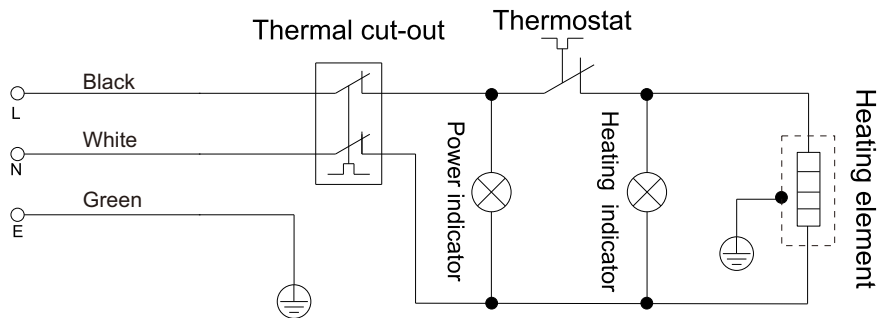 Thermal cut-out
Thermostat
Black
L
White
N
Green
E
Power indicator
Heating indicator
Heating element